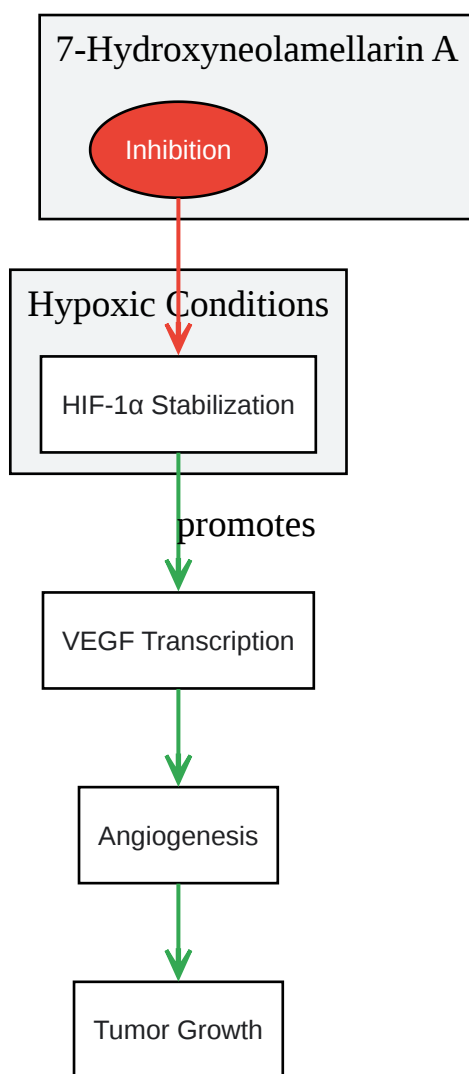 7-Hydroxyneolamellarin A
Inhibition
Hypoxic Conditions
HIF-1α Stabilization
promotes
VEGF Transcription
Angiogenesis
Tumor Growth